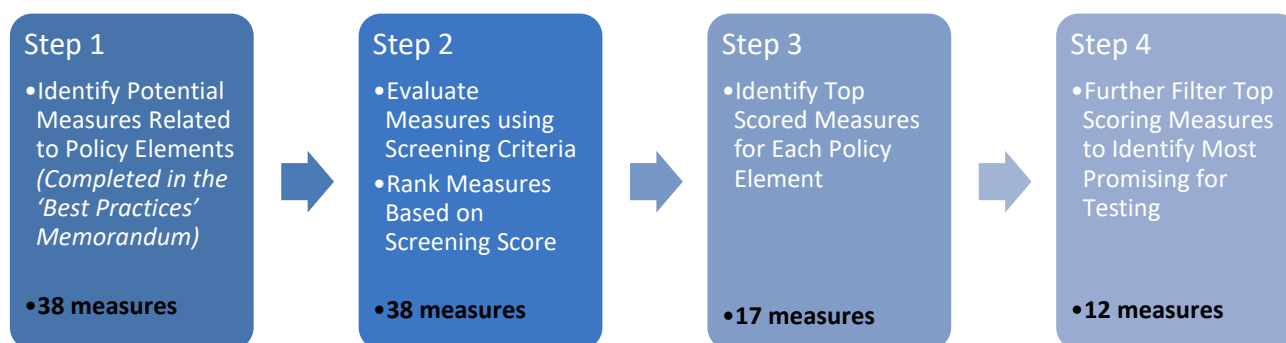 Step 1
•Identify Potential
Measures Related
to Policy Elements
(Completed in the
‘Best Practices’
Memorandum)
•38 measures
Step 2
•Evaluate
Measures using
Screening Criteria
•Rank Measures
Based on
Screening Score
•38 measures
Step 3
•Identify Top
Scored Measures
for Each Policy
Element
•17 measures
Step 4
•Further Filter Top
Scoring Measures
to Identify Most
Promising for
Testing
•12 measures